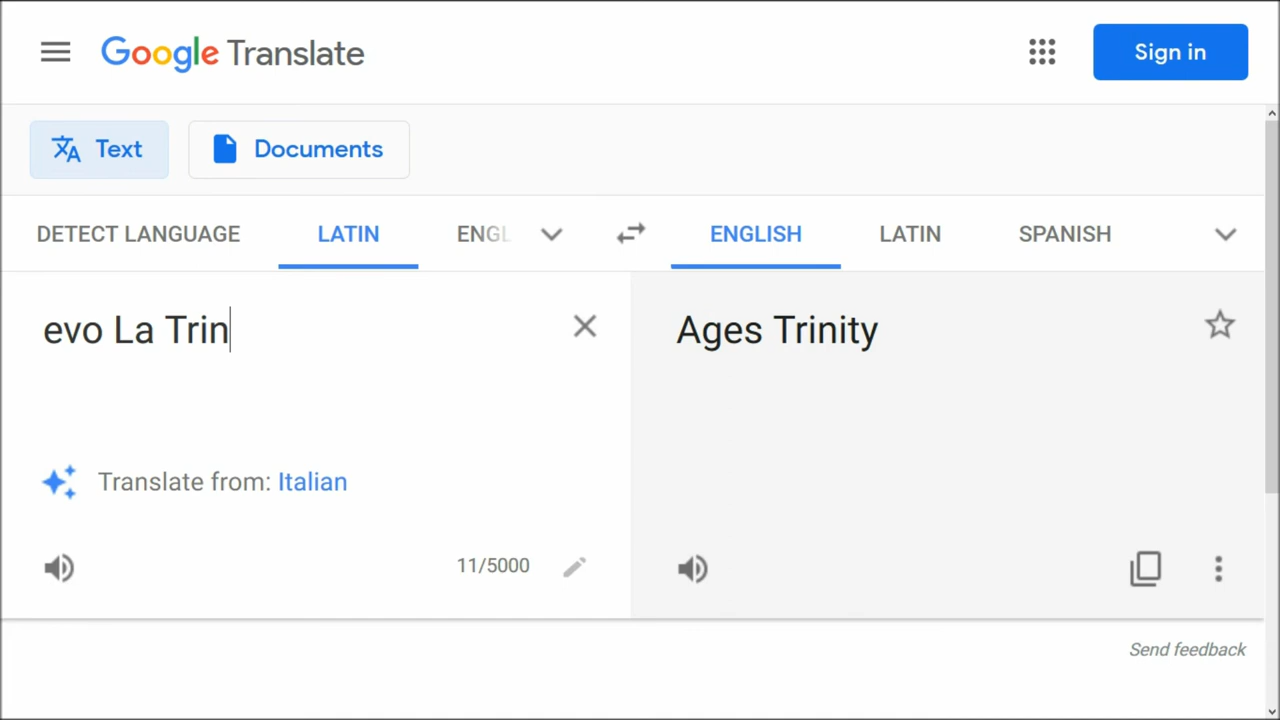 Google Translate
Sign in
Text
Documents
DETECT LANGUAGE
LATIN
ENGL
ENGLISH
LATIN
SPANISH
evo La Trin
Ages Trinity
Translate from: Italian
11/5000
Send feedback